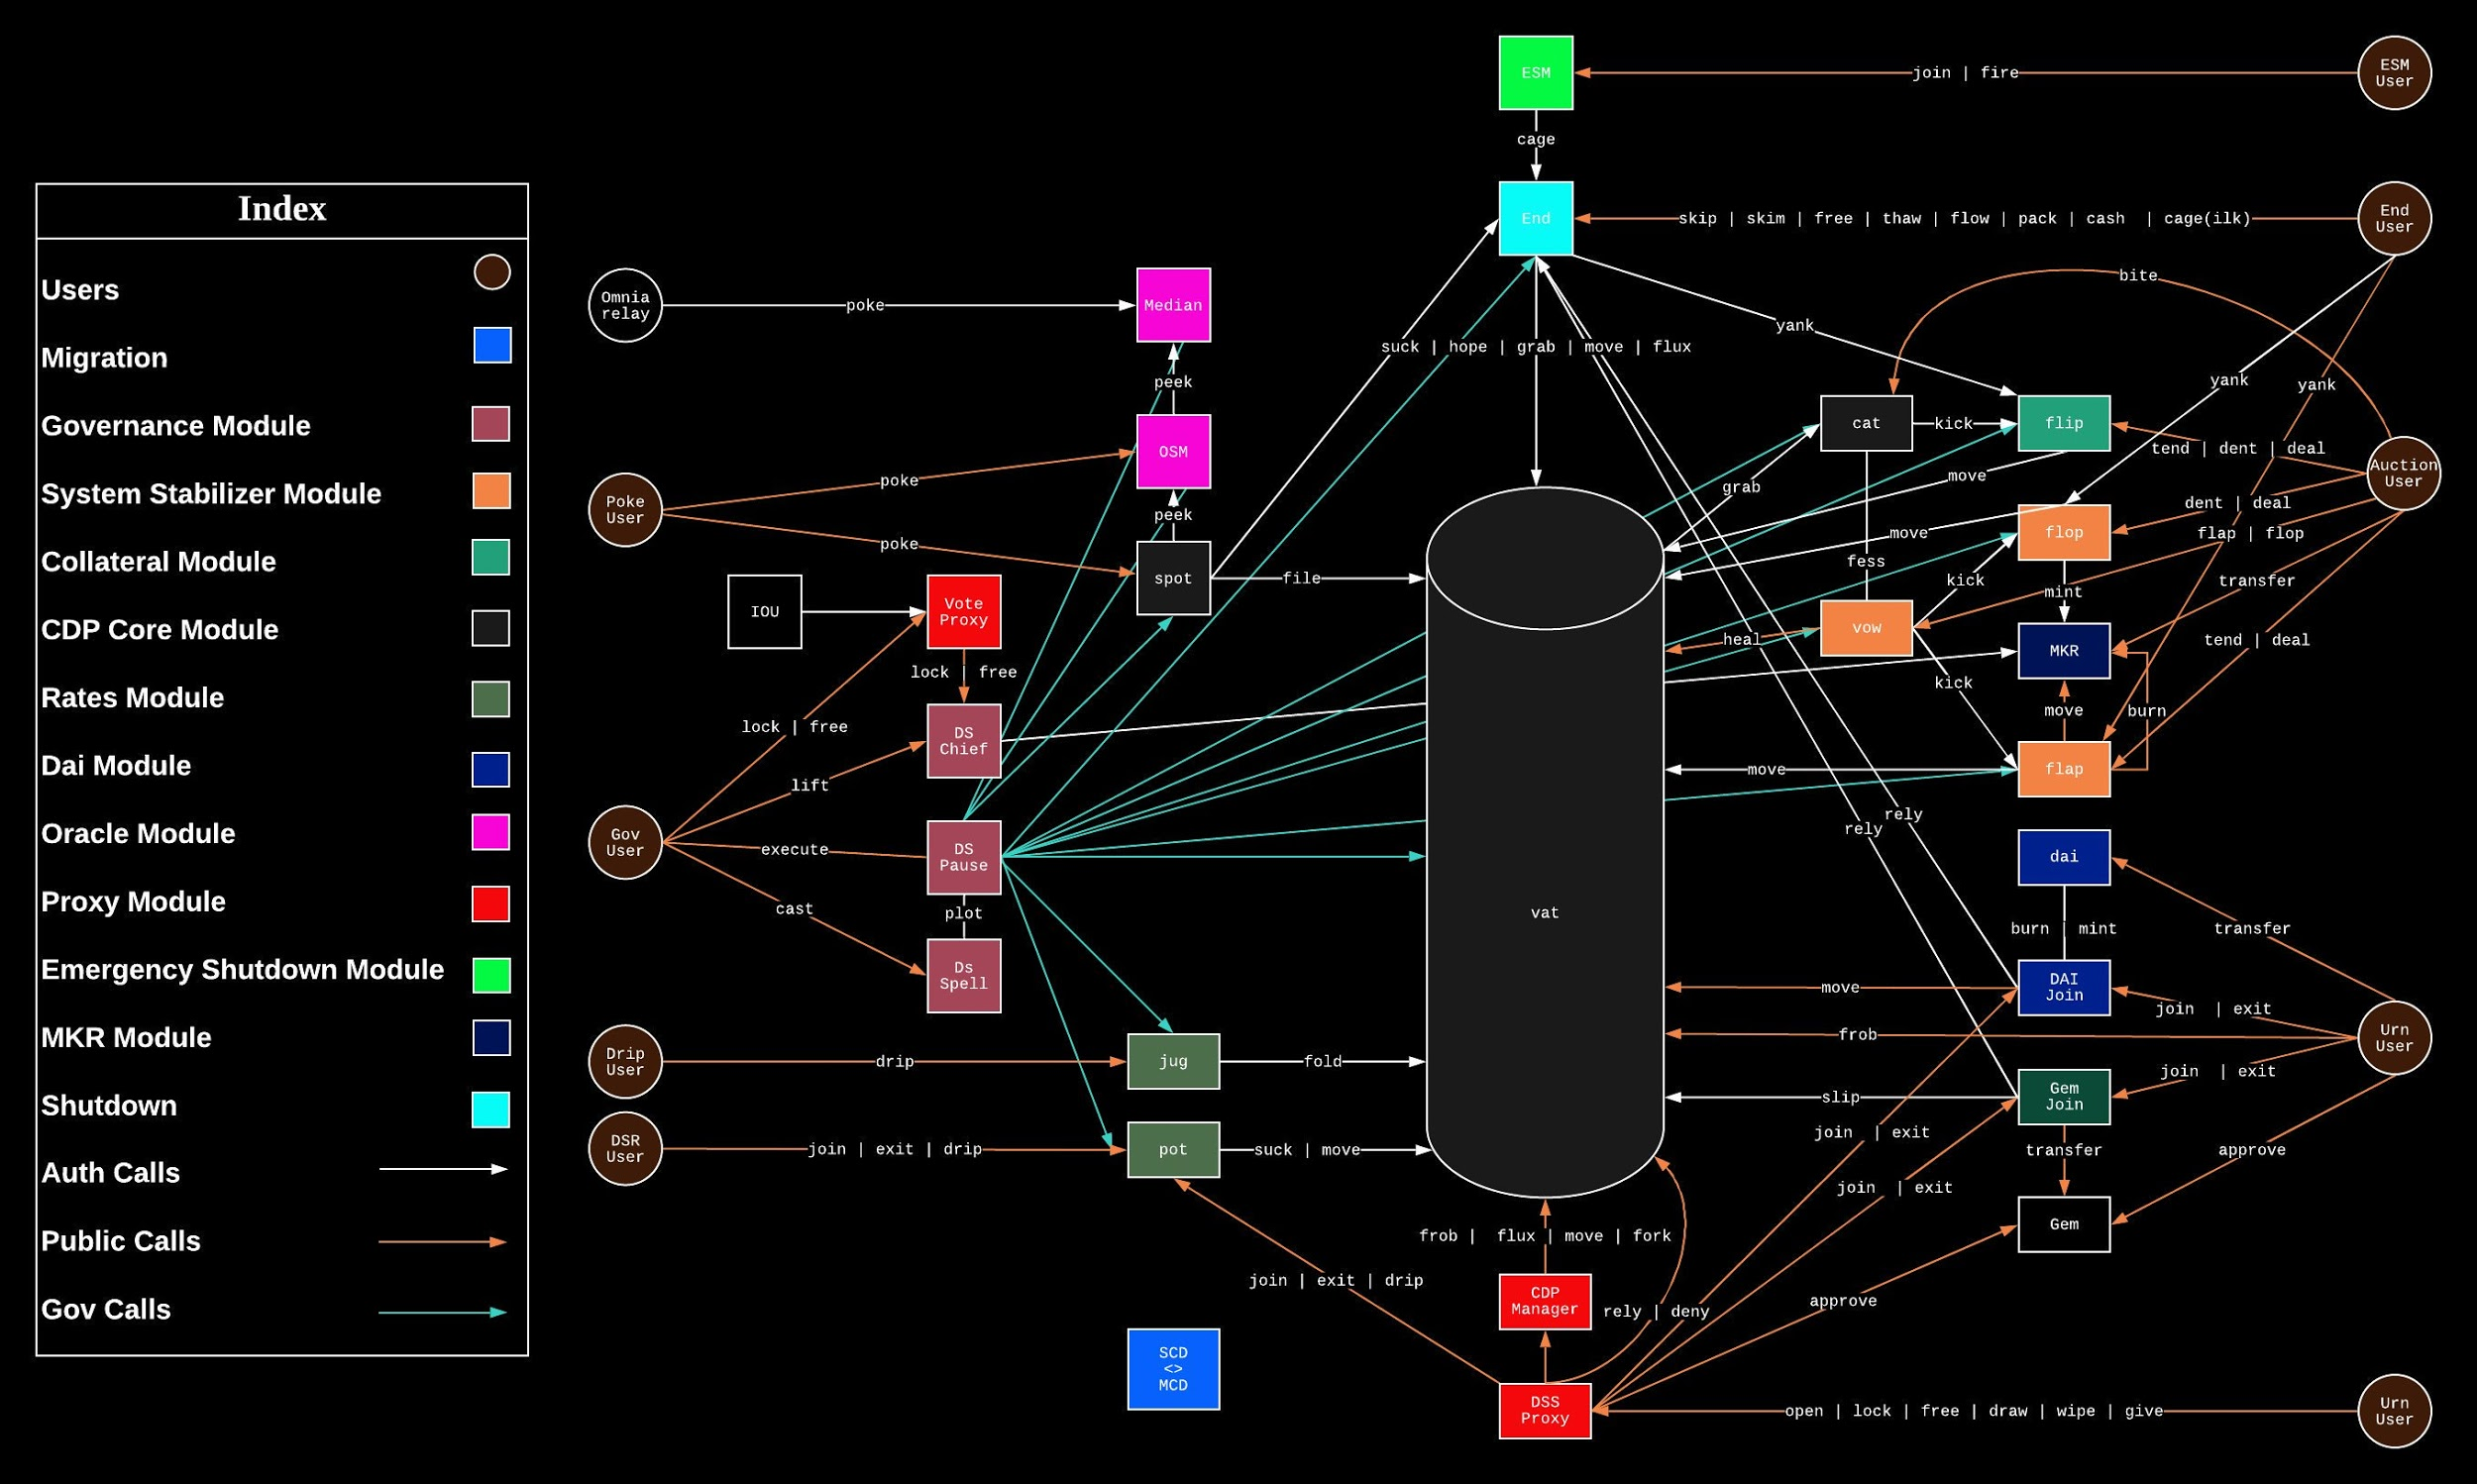 Index
Users
Migration
Governance Module
System Stabilizer Module
Collateral Module
CDP Core Module
Rates Module
Dai Module
Oracle Module
Proxy Module
Emergency Shutdown Module
MKR Module
Shutdown
Auth Calls
Public Calls
Gov Calls
ESM
join | fire
ESM
User
cage
End
skip | skim | free | thaw | flow | pack | cash  | cage(ilk)
End
User
Omnia
relay
poke
Median
peek
OSM
peek
spot
Poke
User
poke
poke
file
suck | hope | grab | move | flux
yank
bite
yank
yank
cat
kick
flip
tend | dent | deal
Auction
User
grab
move
dent | deal
flop
move
flap | flop
fess
kick
mint
transfer
heal
vow
MKR
tend | deal
kick
move
burn
move
flap
IOU
Vote
Proxy
lock | free
lock | free
DS
Chief
lift
Gov
User
execute
DS
Pause
cast
plot
Ds
Spell
vat
rely
rely
dai
burn | mint
transfer
move
DAI
Join
join  | exit
frob
Urn
User
join  | exit
slip
Gem
Join
transfer
approve
Gem
Drip
User
drip
jug
fold
DSR
User
join | exit | drip
pot
suck | move
join  | exit
join  | exit
frob |  flux | move | fork
join | exit | drip
CDP
Manager
rely | deny
approve
SCD
<>
MCD
DSS
Proxy
open | lock | free | draw | wipe | give
Urn
User